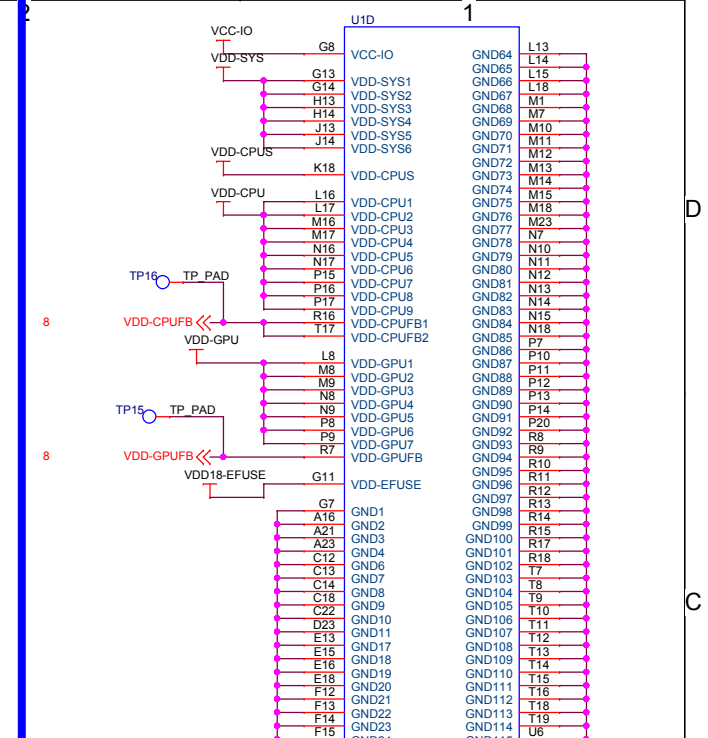 2
1
U1D
VCC-IO
G8 VCC-IO
VDD-SYS
G13 VDD-SYS1
G14 VDD-SYS2
H13 VDD-SYS3
H14 VDD-SYS4
J13 VDD-SYS5
J14 VDD-SYS6
VDD-CPUS
K18 VDD-CPUS
VDD-CPU
L16 VDD-CPU1
L17 VDD-CPU2
M16 VDD-CPU3
M17 VDD-CPU4
N16 VDD-CPU5
N17 VDD-CPU6
P15 VDD-CPU7
TP16 TP_PAD
P16 VDD-CPU8
P17 VDD-CPU9
8 VDD-CPUFB R16 VDD-CPUFB1
T17 VDD-CPUFB2
VDD-GPU
L8 VDD-GPU1
M8 VDD-GPU2
M9 VDD-GPU3
N8 VDD-GPU4
TP15 TP_PAD
N9 VDD-GPU5
P8 VDD-GPU6
P9 VDD-GPU7
8 VDD-GPUFB R7 VDD-GPUFB
VDD18-EFUSE
G11 VDD-EFUSE
G7 GND1
A16 GND2
A21 GND3
A23 GND4
C12 GND6
C13 GND7
C14 GND8
C18 GND9
C22 GND10
D23 GND11
E13 GND17
E15 GND18
E16 GND19
E18 GND20
F12 GND21
F13 GND22
F14 GND23
F15
GND64 L13
GND65 L14
GND66 L15
GND67 L18
GND68 M1
GND69 M7
GND70 M10
GND71 M11
GND72 M12
GND73 M13
GND74 M14
GND75 M15
GND76 M18
GND77 M23
GND78 N7
GND79 N10
GND80 N11
GND81 N12
GND82 N13
GND83 N14
GND84 N15
GND85 N18
GND86 P7
GND87 P10
GND88 P11
GND89 P12
GND90 P13
GND91 P14
GND92 P20
GND93 R8
GND94 R9
GND95 R10
GND96 R11
GND97 R12
GND98 R13
GND99 R14
GND100 R15
GND101 R17
GND102 R18
GND103 T7
GND104 T8
GND105 T9
GND106 T10
GND107 T11
GND108 T12
GND109 T13
GND110 T14
GND111 T15
GND112 T16
GND113 T18
GND114 T19
U6
D
C